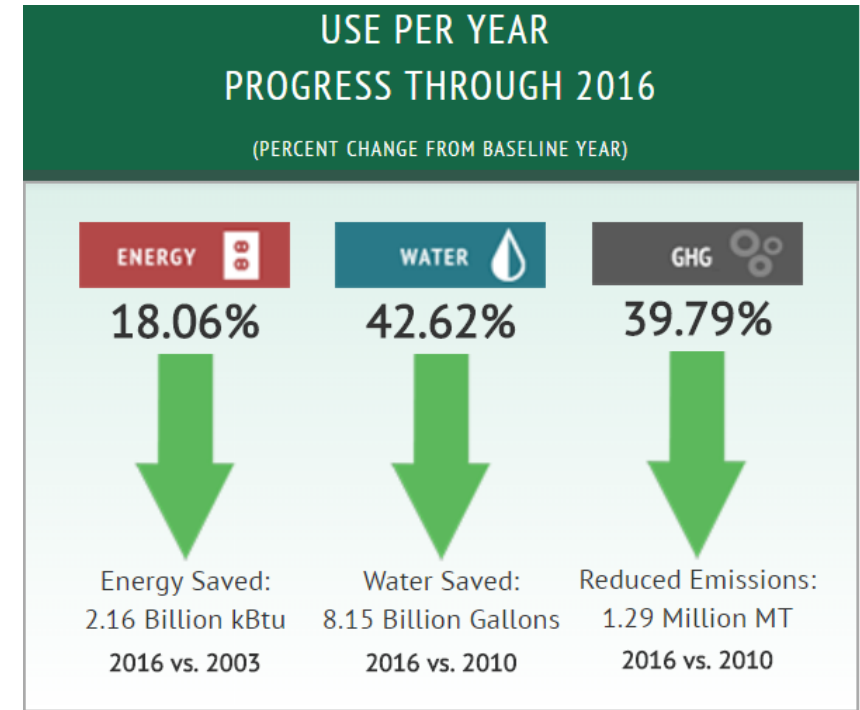 USE PER YEAR
PROGRESS THROUGH 2016
(PERCENT CHANGE FROM BASELINE YEAR)
ENERGY
18.06%
Energy Saved:
2.16 Billion kBtu
2016 vs. 2003
WATER
42.62%
Water Saved:
8.15 Billion Gallons
2016 vs. 2010
GHG
39.79%
Reduced Emissions:
1.29 Million MT
2016 vs. 2010